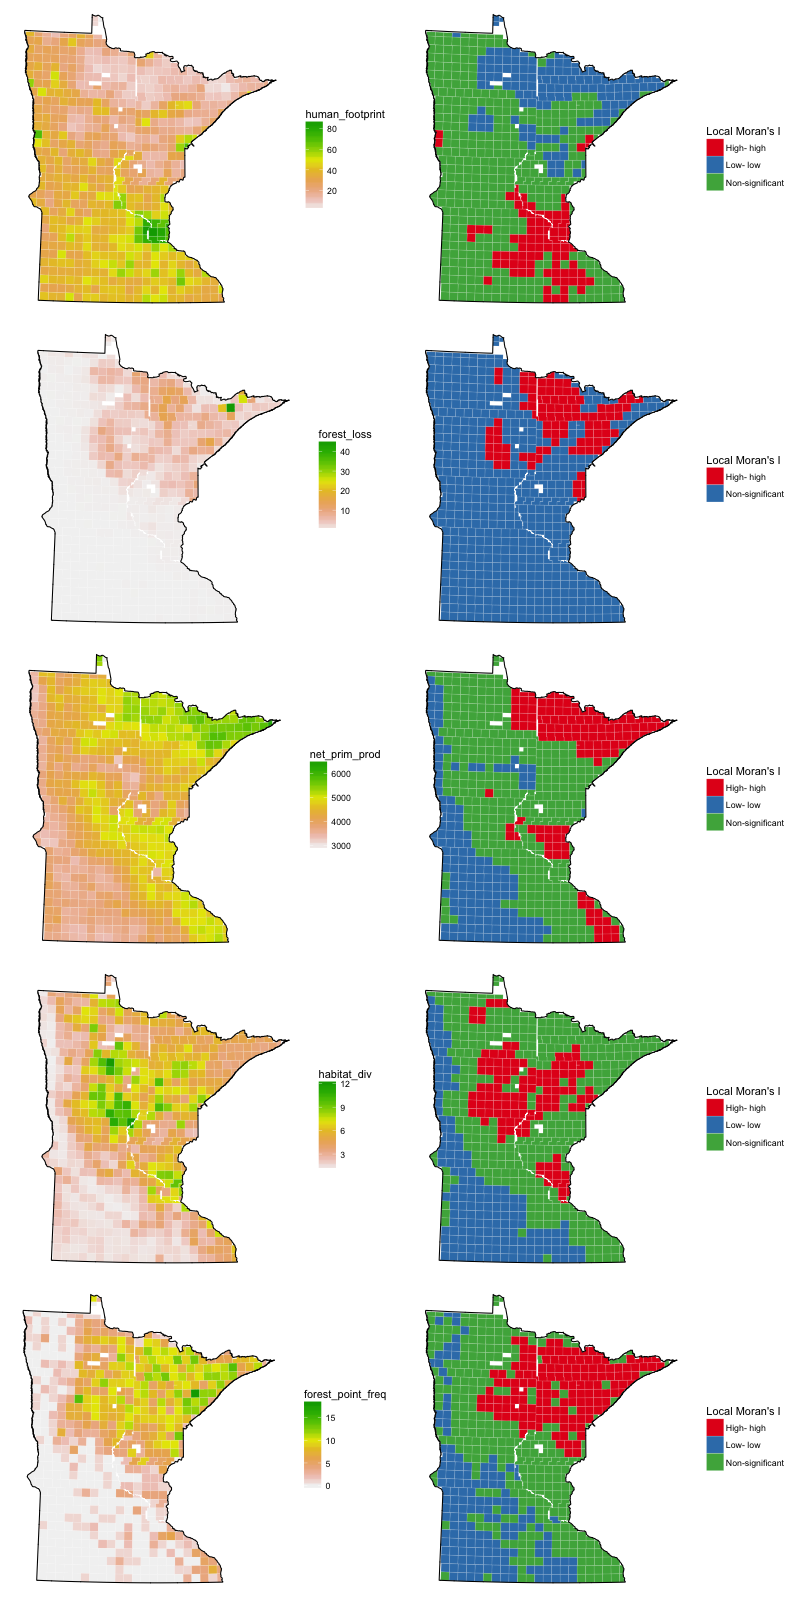 human_footprint
80
60
40
20
Local Moran's I
High- high
Low- low
Non-significant
forest_loss
40
30
20
10
Local Moran's I
High- high
Non-significant
net_prim_prod
6000
5000
4000
3000
Local Moran's I
High- high
Low- low
Non-significant
habitat_div
12
9
6
3
Local Moran's I
High- high
Low- low
Non-significant
forest_point_freq
15
10
5
0
Local Moran's I
High- high
Low- low
Non-significant